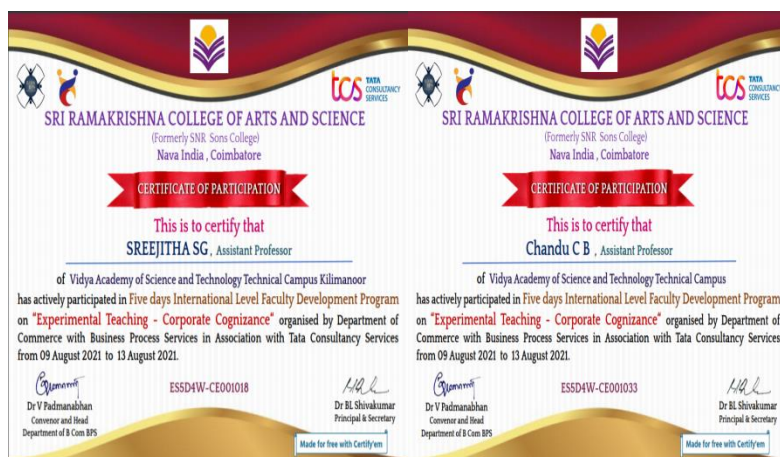 tcs TATA
CONSULTANCY
SERVICES
SRI RAMAKRISHNA COLLEGE OF ARTS AND SCIENCE
(Formerly SNR Sons College)
Nava India , Coimbatore
CERTIFICATE OF PARTICIPATION
This is to certify that
SREEJITHA SG , Assistant Professor
of Vidya Academy of Science and Technology Technical Campus Kilimanoor
has actively participated in Five days International Level Faculty Development Program
on "Experimental Teaching - Corporate Cognizance" organised by Department of
Commerce with Business Process Services in Association with Tata Consultancy Services
from 09 August 2021 to 13 August 2021.
ES5D4W-CE001018
Dr V Padmanabhan
Convenor and Head
Department of B Com BPS
Dr BL Shivakumar
Principal & Secretary
Made for free with Certify'em
tcs TATA
CONSULTANCY
SERVICES
SRI RAMAKRISHNA COLLEGE OF ARTS AND SCIENCE
(Formerly SNR Sons College)
Nava India , Coimbatore
CERTIFICATE OF PARTICIPATION
This is to certify that
Chandu C B , Assistant Professor
of Vidya Academy of Science and Technology Technical Campus
has actively participated in Five days International Level Faculty Development Program
on "Experimental Teaching - Corporate Cognizance" organised by Department of
Commerce with Business Process Services in Association with Tata Consultancy Services
from 09 August 2021 to 13 August 2021.
ES5D4W-CE001033
Dr V Padmanabhan
Convenor and Head
Department of B Com BPS
Dr BL Shivakumar
Principal & Secretary
Made for free with Certify'em